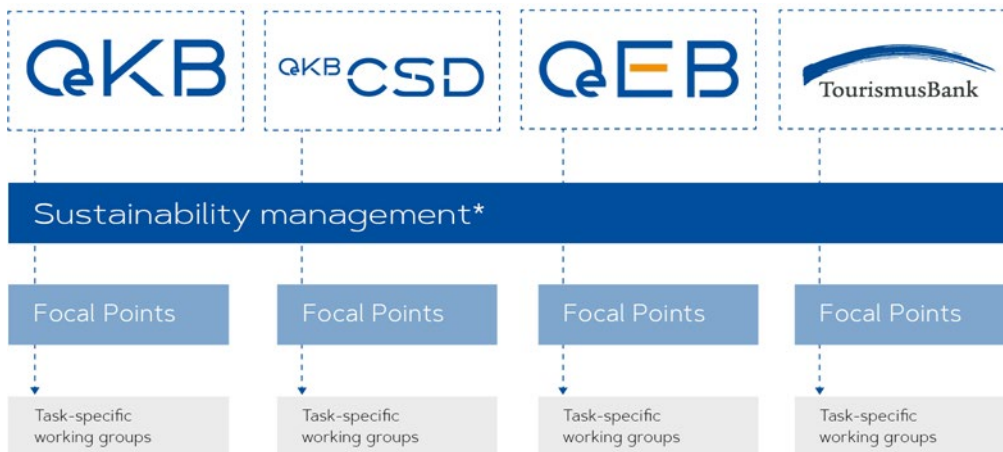 OeKB
OeKB CSD
OeEB
TourismusBank
Sustainability management*
Focal Points
Focal Points
Focal Points
Focal Points
Task-specific
working groups
Task-specific
working groups
Task-specific
working groups
Task-specific
working groups